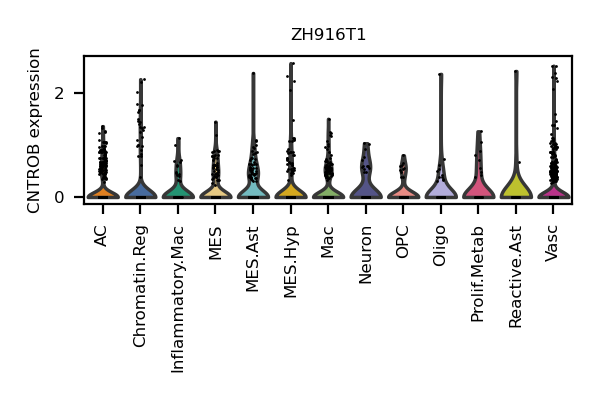 ZH916T1
CNTROB expression
2
0
AC
Chromatin.Reg
Inflammatory.Mac
MES
MES.Ast
MES.Hyp
Mac
Neuron
OPC
Oligo
Prolif.Metab
Reactive.Ast
Vasc